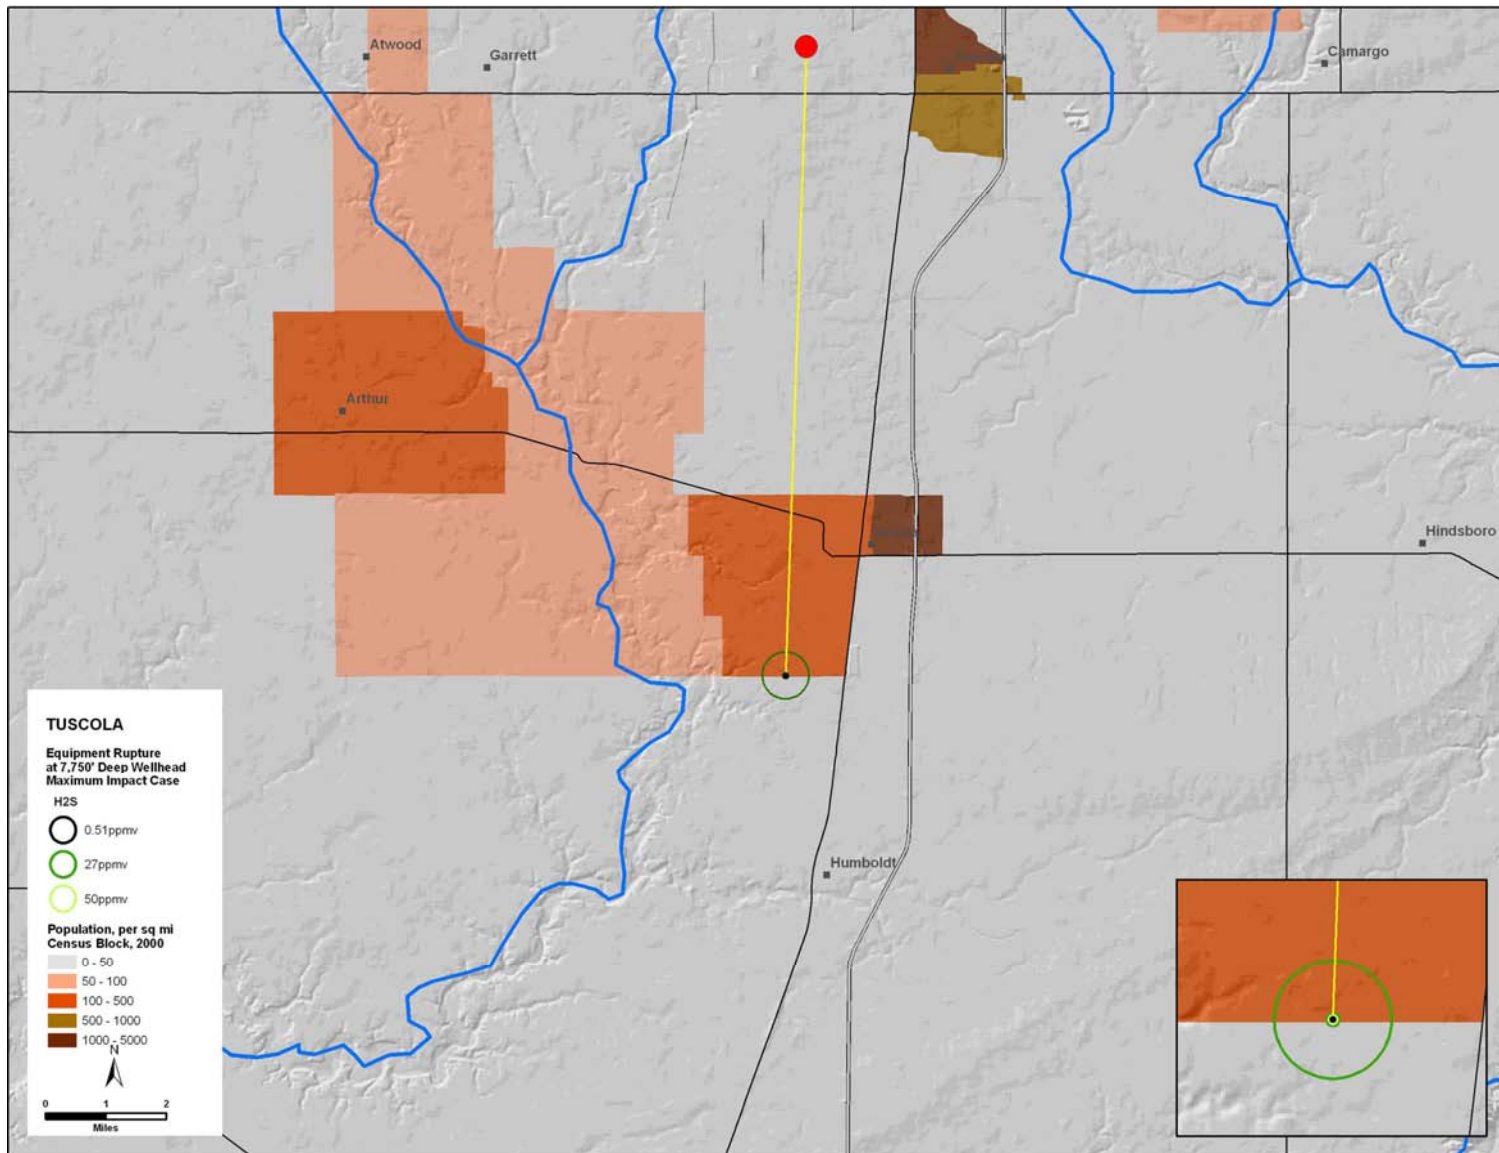 Atwood
Garrett
Camargo
Arthur
Hindsboro
Humboldt
TUSCOLA
Equipment Rupture
at 7,750' Deep Wellhead
Maximum Impact Case
H2S
0.51ppmv
27ppmv
50ppmv
Population, per sq mi
Census Block, 2000
0 - 50
50 - 100
100 - 500
500 - 1000
1000 - 5000
N
0 1 2
Miles